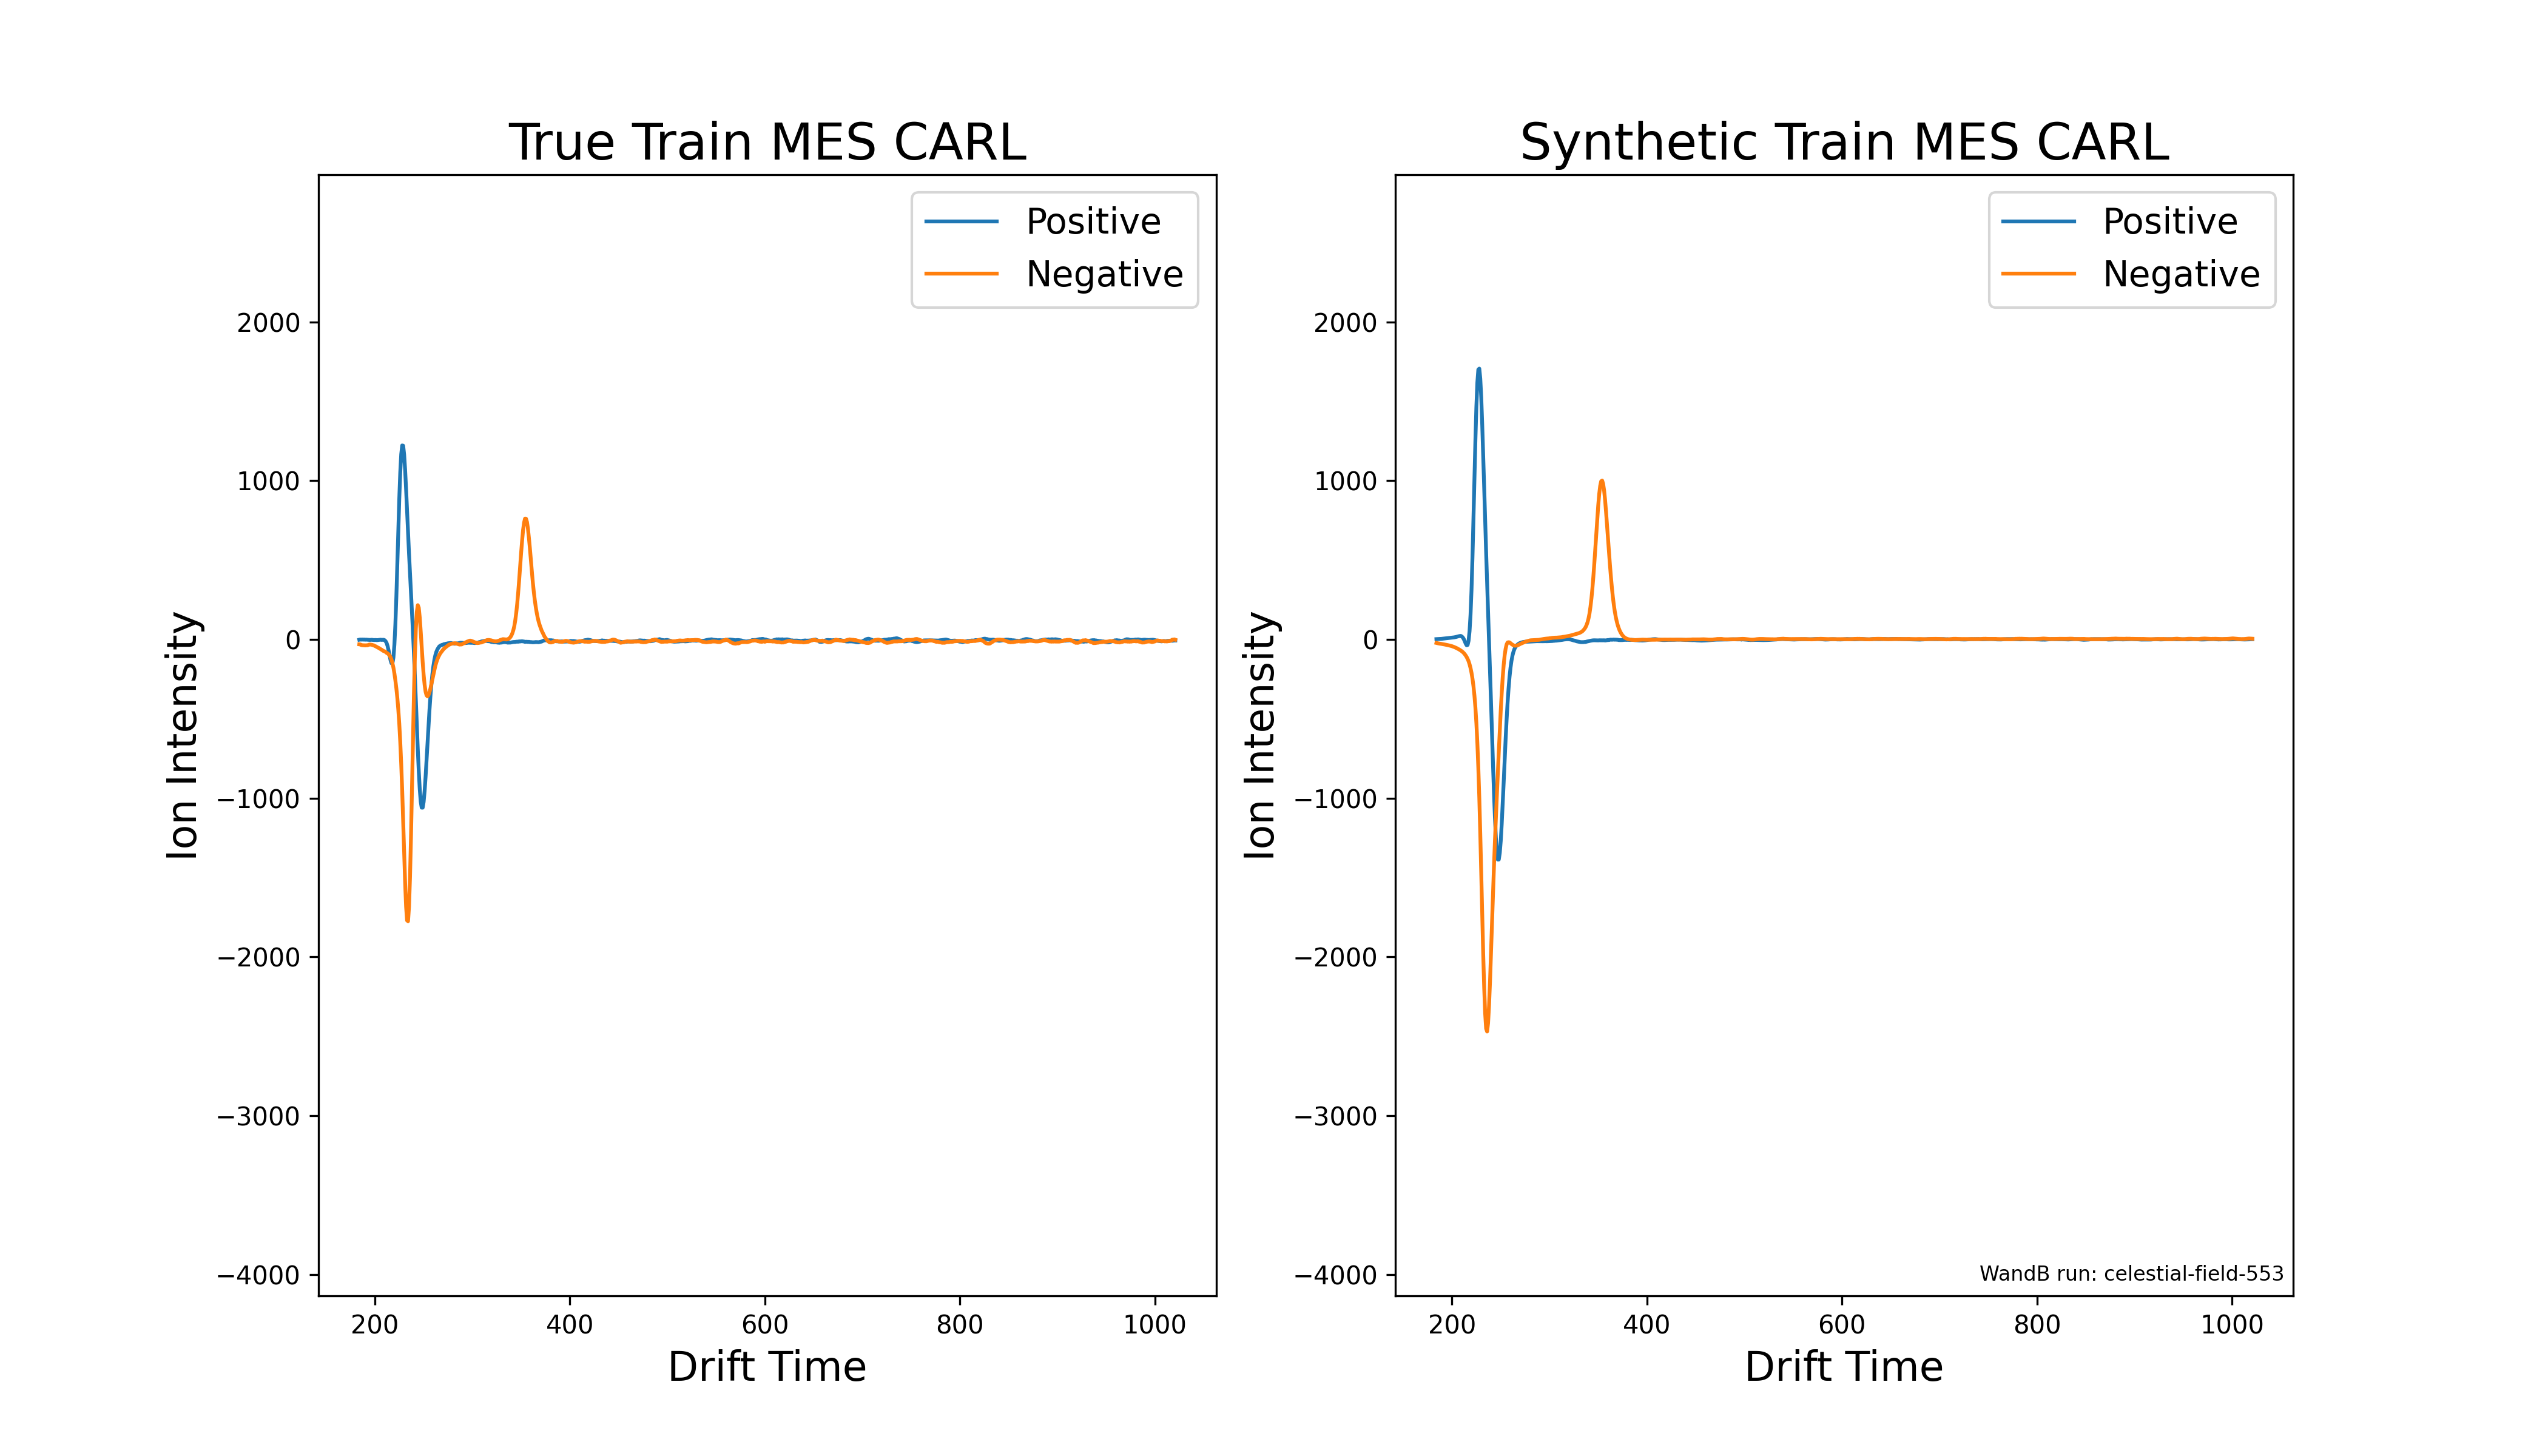 True Train MES CARL
Positive
Negative
2000
1000
0
−1000
−2000
−3000
−4000
Ion Intensity
200 400 600 800 1000
Drift Time
Synthetic Train MES CARL
Positive
Negative
2000
1000
0
−1000
−2000
−3000
−4000
Ion Intensity
WandB run: celestial-field-553
200 400 600 800 1000
Drift Time